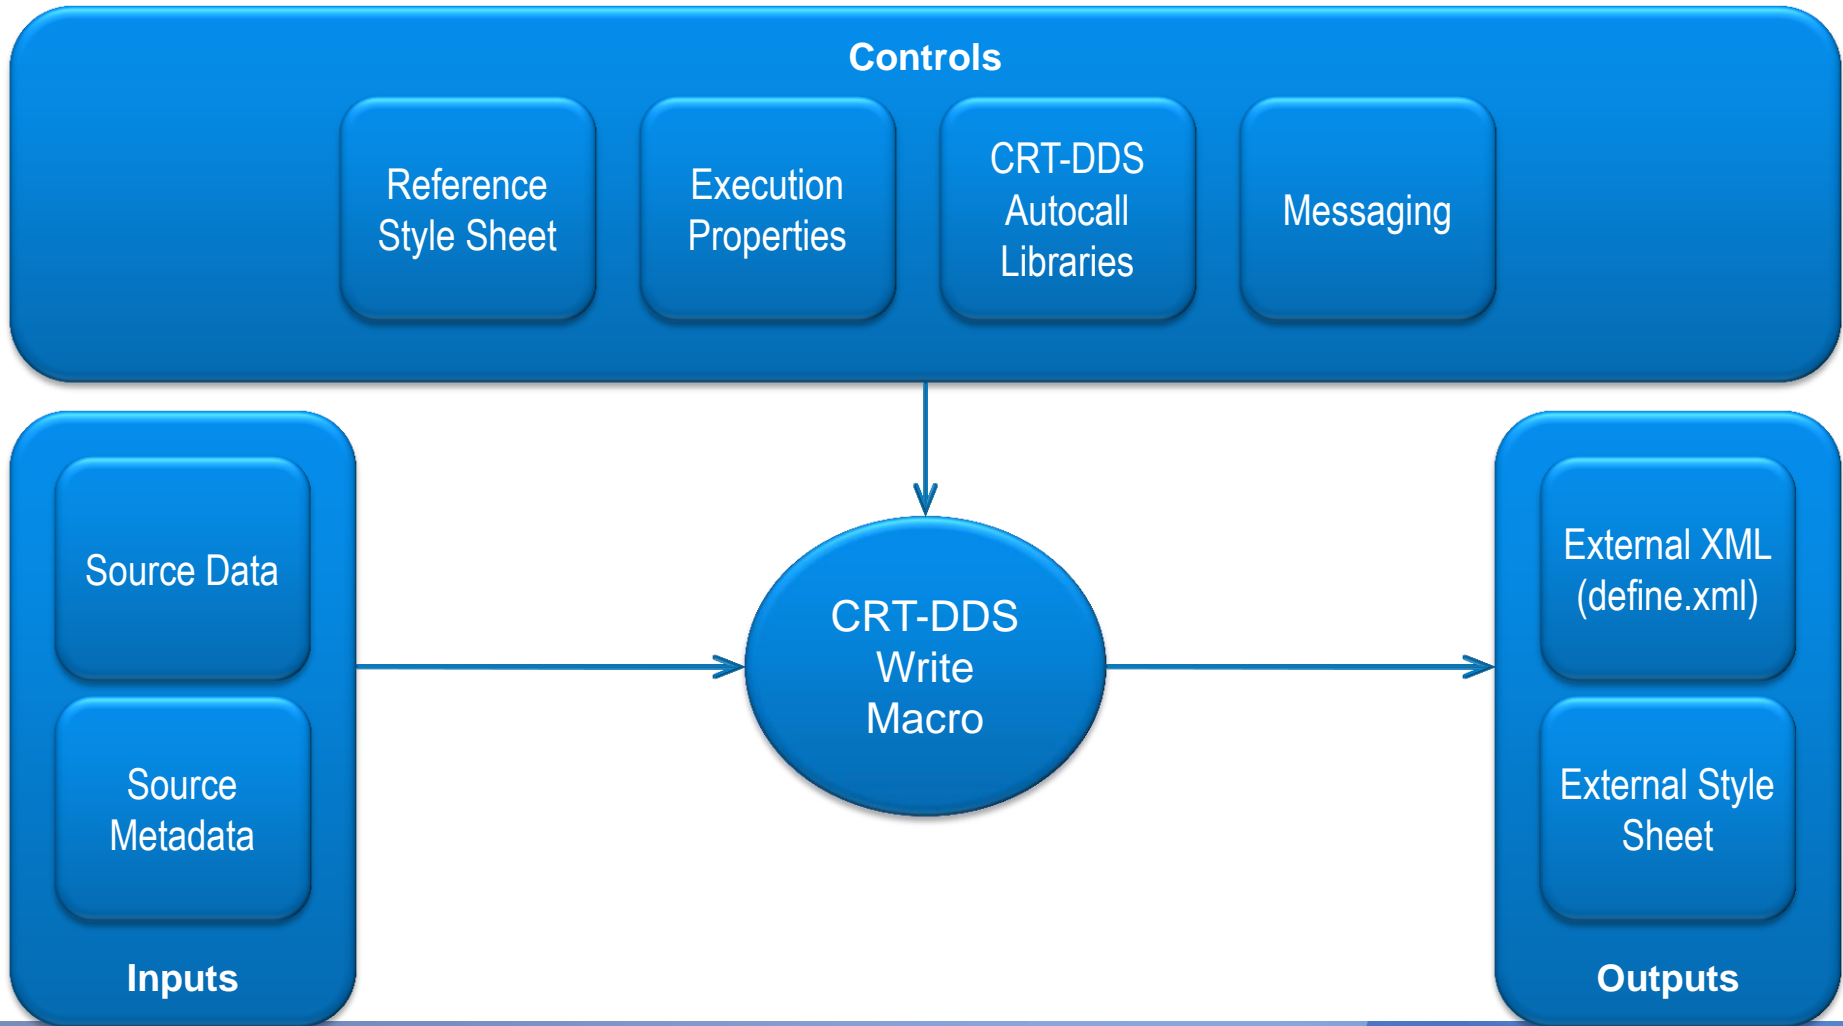 Controls
Reference
Style Sheet
Execution
Properties
CRT-DDS
Autocall
Libraries
Messaging
Source Data
Source
Metadata
Inputs
CRT-DDS
Write
Macro
External XML
(define.xml)
External Style
Sheet
Outputs